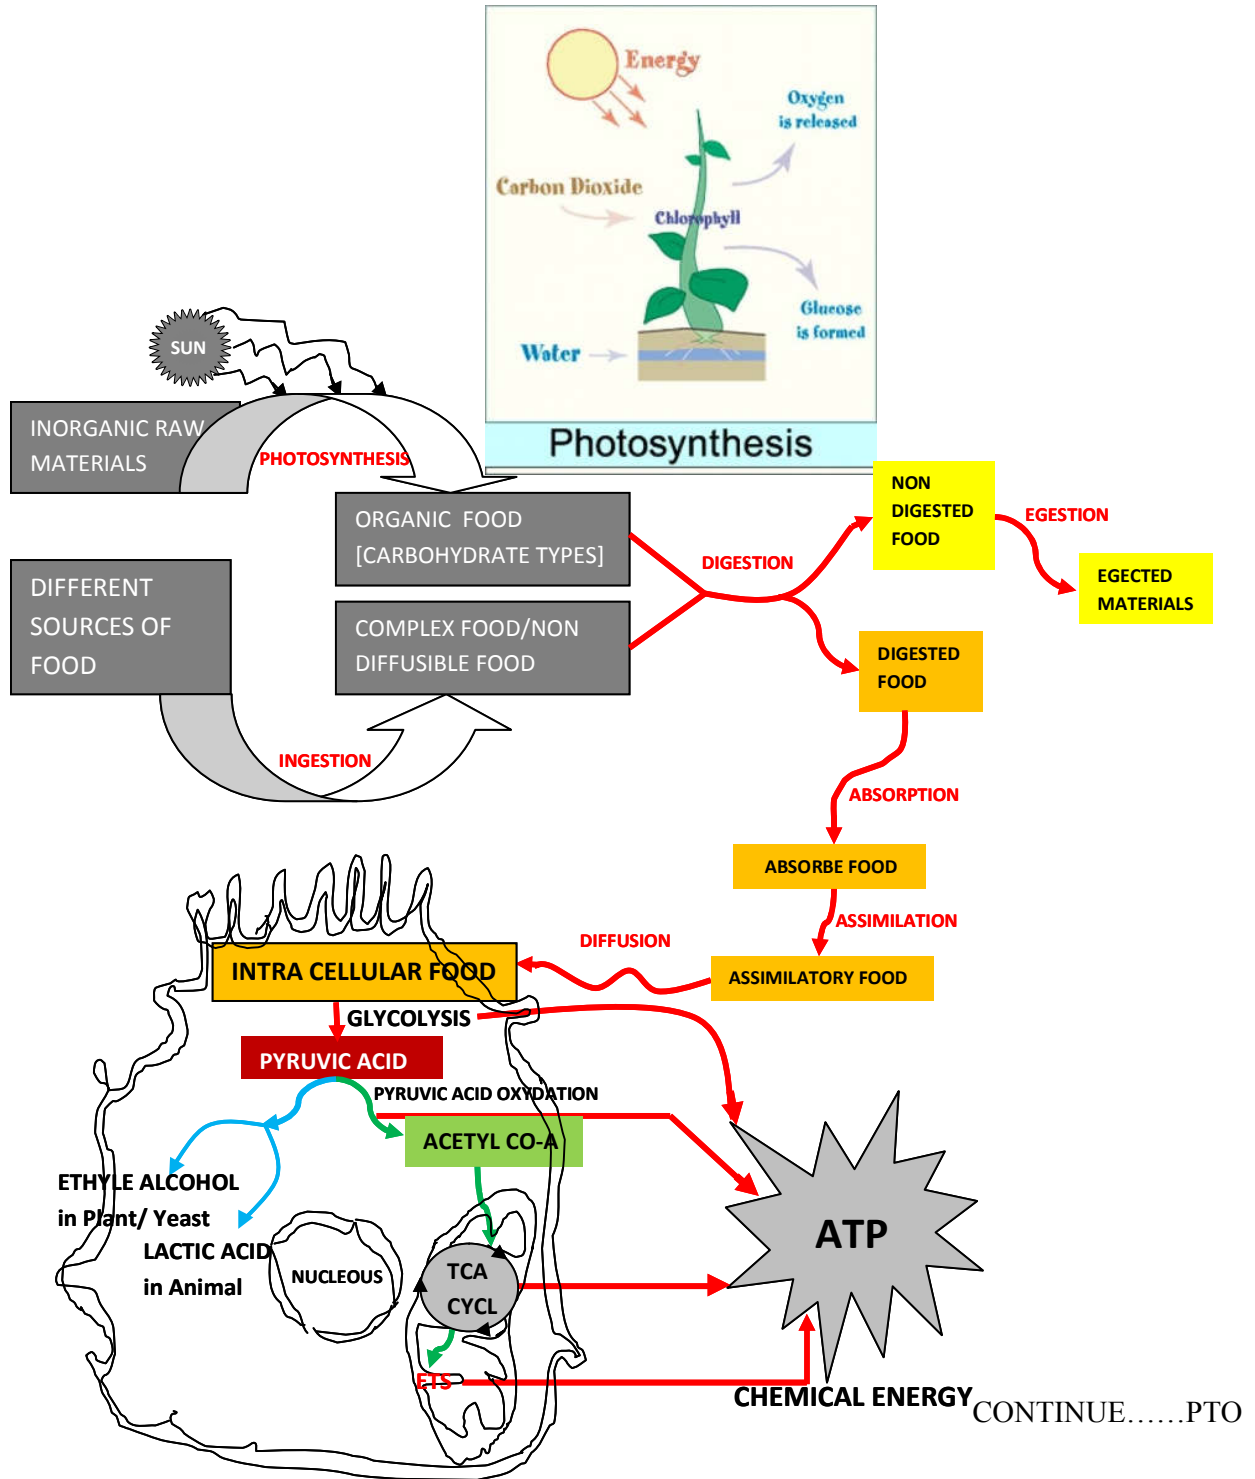 Energy
Oxygen
is released
Carbon Dioxide
Chlorophyll
Glucose
is formed
Water
Photosynthesis
SUN
INORGANIC RAW
MATERIALS
PHOTOSYNTHESIS
ORGANIC FOOD
[CARBOHYDRATE TYPES]
DIFFERENT
SOURCES OF
FOOD
COMPLEX FOOD/NON
DIFFUSIBLE FOOD
INGESTION
DIGESTION
NON
DIGESTED
FOOD
EGESTION
EGECTED
MATERIALS
DIGESTED
FOOD
ABSORPTION
ABSORBE FOOD
ASSIMILATION
ASSIMILATORY FOOD
DIFFUSION
INTRA CELLULAR FOOD
GLYCOLYSIS
PYRUVIC ACID
PYRUVIC ACID OXYDATION
ACETYL CO-A
ETHYLE ALCOHOL
in Plant/ Yeast
LACTIC ACID
in Animal
NUCLEOUS
TCA
CYCL
ETS
ATP
CHEMICAL ENERGY
CONTINUE......PTO